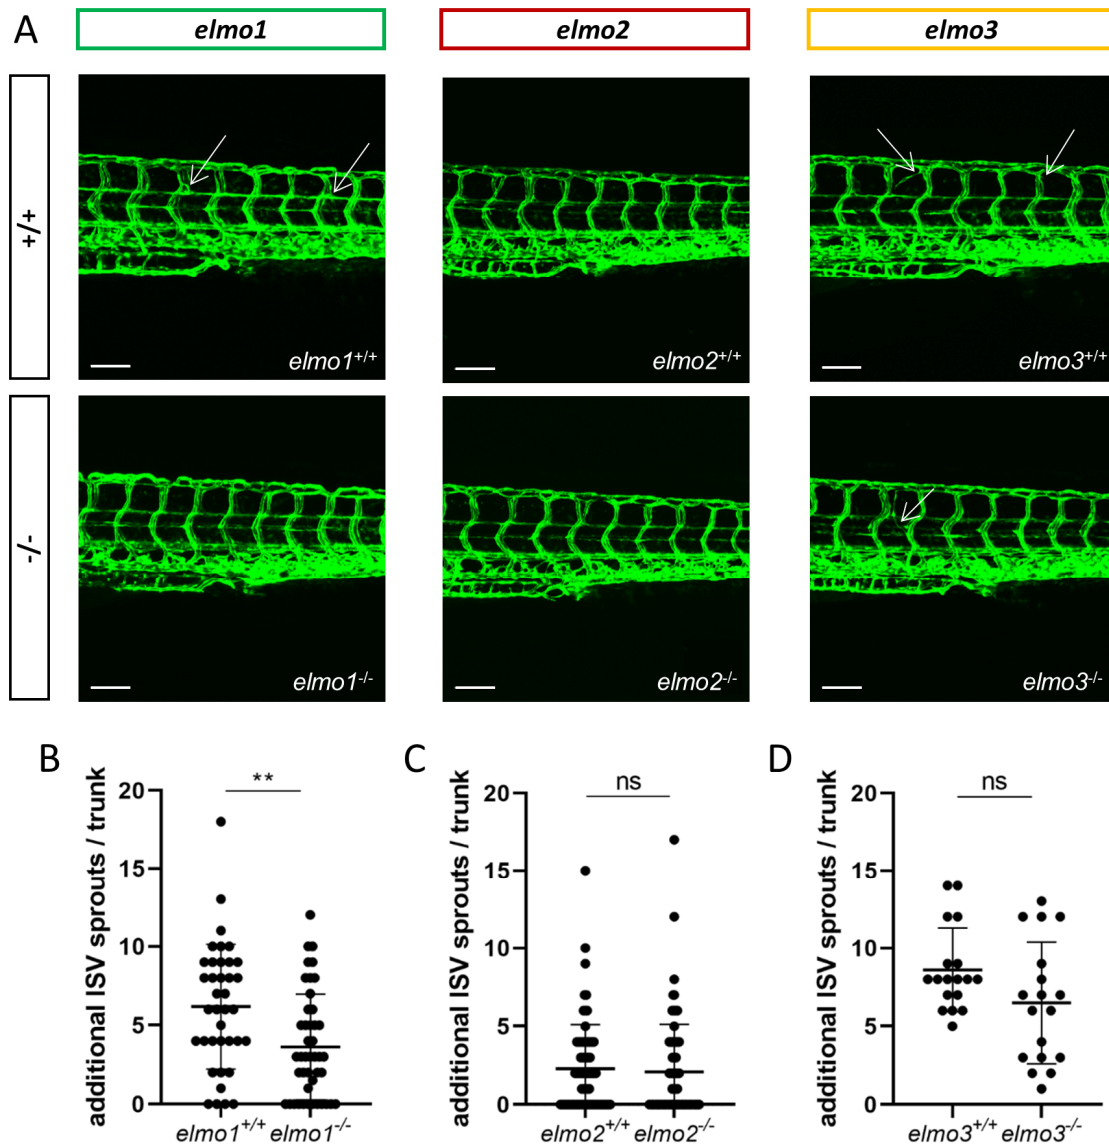 A
elmo1
elmo2
elmo3
+/+
elmo1+/+
elmo2+/+
elmo3+/+
-/-
elmo1-/-
elmo2-/-
elmo3-/-
B
additional ISV sprouts / trunk
20
15
10
5
0
**
elmo1+/+ elmo1-/-
C
additional ISV sprouts / trunk
20
15
10
5
0
ns
elmo2+/+ elmo2-/-
D
additional ISV sprouts / trunk
20
15
10
5
0
ns
elmo3+/+ elmo3-/-